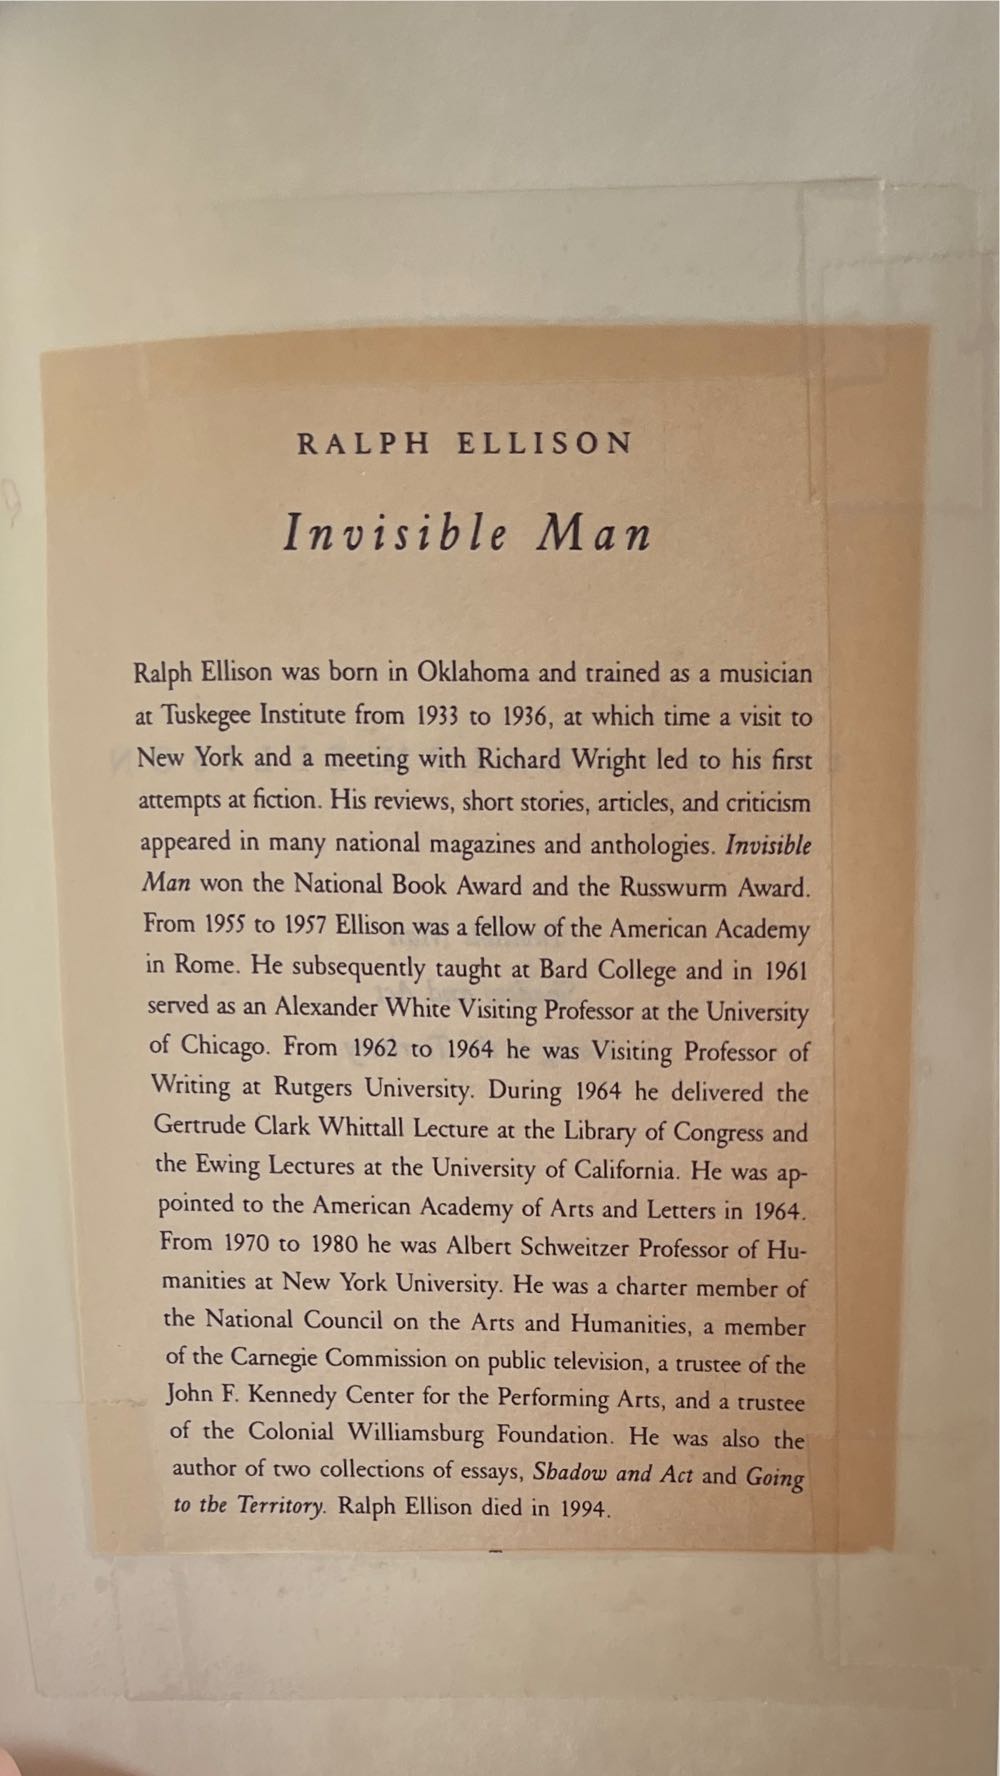 RALPH ELLISON
Invisible Man
Ralph Ellison was born in Oklahoma and trained as a musician
at Tuskegee Institute from 1933 to 1936, at which time a visit to
New York and a meeting with Richard Wright led to his first
attempts at fiction. His reviews, short stories, articles, and criticism
appeared in many national magazines and anthologies. Invisible
Man won the National Book Award and the Russwurm Award.
From 1955 to 1957 Ellison was a fellow of the American Academy
in Rome. He subsequently taught at Bard College and in 1961
served as an Alexander White Visiting Professor at the University
of Chicago. From 1962 to 1964 he was Visiting Professor of
Writing at Rutgers University. During 1964 he delivered the
Gertrude Clark Whittall Lecture at the Library of Congress and
the Ewing Lectures at the University of California. He was ap-
pointed to the American Academy of Arts and Letters in 1964.
From 1970 to 1980 he was Albert Schweitzer Professor of Hu-
manities at New York University. He was a charter member of
the National Council on the Arts and Humanities, a member
of the Carnegie Commission on public television, a trustee of the
John F. Kennedy Center for the Performing Arts, and a trustee
of the Colonial Williamsburg Foundation. He was also the
author of two collections of essays, Shadow and Act and Going
to the Territory. Ralph Ellison died in 1994.